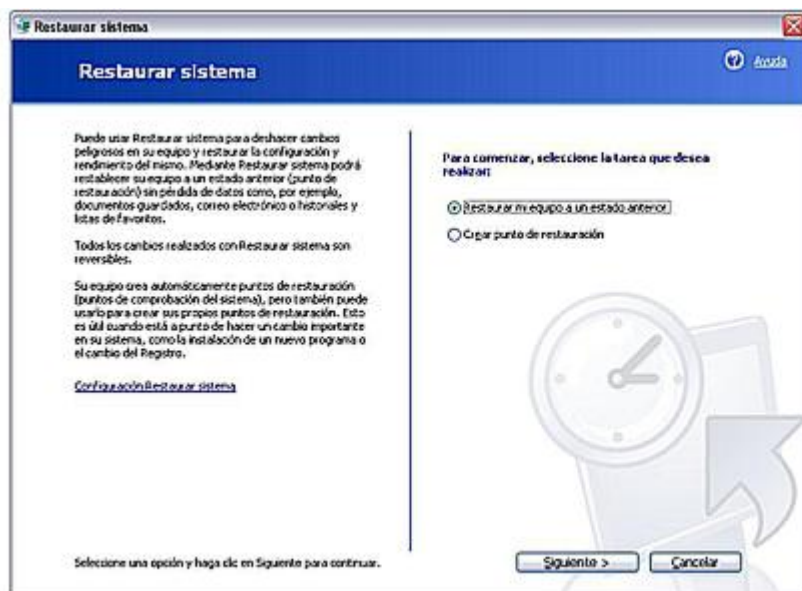 Restaurar sistema
Restaurar sistema
Ayuda
Puede usar Restaurar sistema para deshacer cambios
peligrosos en su equipo y restaurar la configuración y
rendimiento del mismo. Mediante Restaurar sistema podrá
restablecer su equipo a un estado anterior (punto de
restauración) sin pérdida de datos como, por ejemplo,
documentos guardados, correo electrónico o historiales y
listas de favoritos.
Todos los cambios realizados con Restaurar sistema son
reversibles.
Su equipo crea automáticamente puntos de restauración
(puntos de comprobación del sistema), pero también puede
usarlo para crear sus propios puntos de restauración. Esto
es útil cuando está a punto de hacer un cambio importante
en su sistema, como la instalación de un nuevo programa o
el cambio del Registro.
Configuración Restaurar sistema
Para comenzar, seleccione la tarea que desea
realizar:
Restaurar mi equipo a un estado anterior
Crear punto de restauración
Seleccione una opción y haga clic en Siguiente para continuar.
Siguiente >
Cancelar